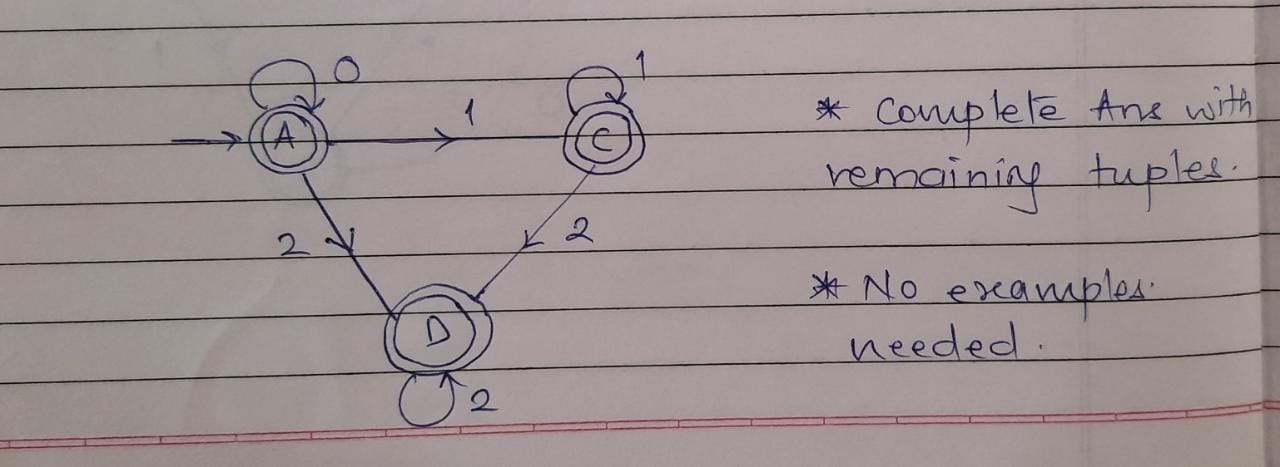 0
1
1
A
C
* Complete Ans with
remaining tuples.
2
2
* No examples.
needed.
D
2